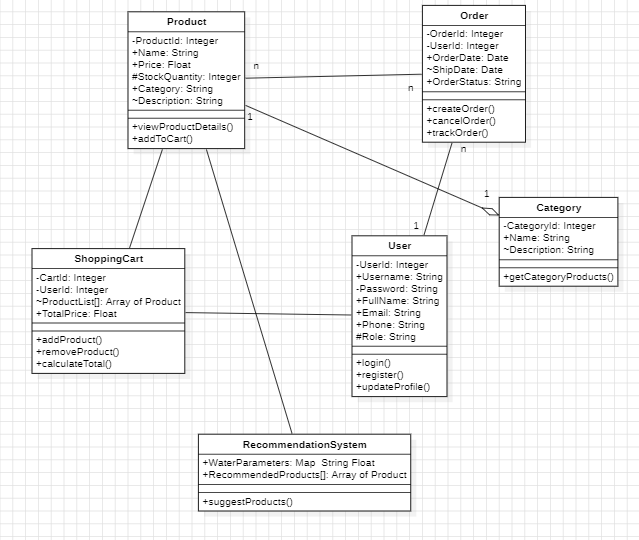 Product
-ProductId: Integer
+Name: String
+Price: Float
#StockQuantity: Integer
+Category: String
~Description: String
+viewProductDetails()
+addToCart()
Order
-OrderId: Integer
-UserId: Integer
+OrderDate: Date
~ShipDate: Date
+OrderStatus: String
+createOrder()
+cancelOrder()
+trackOrder()
n
n
1
n
1
1
Category
-CategoryId: Integer
+Name: String
~Description: String
+getCategoryProducts()
ShoppingCart
-CartId: Integer
-UserId: Integer
~ProductList[]: Array of Product
+TotalPrice: Float
+addProduct()
+removeProduct()
+calculateTotal()
User
-UserId: Integer
+Username: String
-Password: String
+FullName: String
+Email: String
+Phone: String
#Role: String
+login()
+register()
+updateProfile()
RecommendationSystem
+WaterParameters: Map String Float
+RecommendedProducts[]: Array of Product
+suggestProducts()